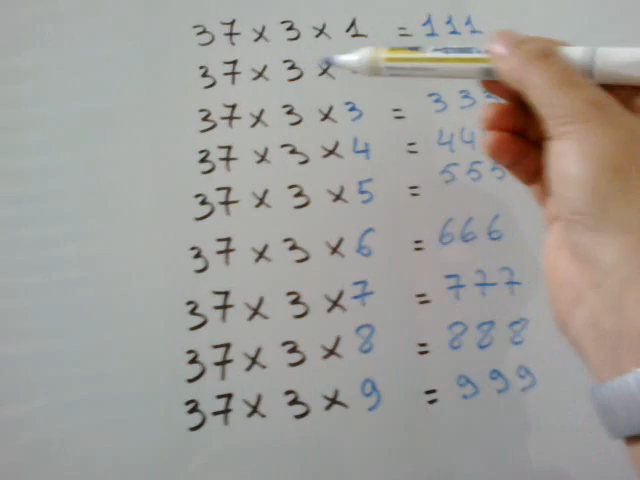 37 x 3 x 1 = 111
37 x 3 x
37 x 3 x 3 = 333
37 x 3 x 4 = 44
37 x 3 x 5 = 555
37 x 3 x 6 = 666
37 x 3 x 7 = 777
37 x 3 x 8 = 888
37 x 3 x 9 = 999